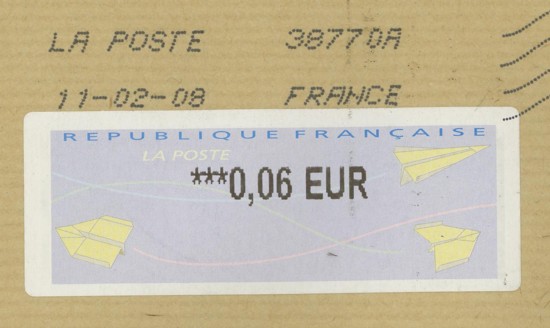 LA POSTE 38770A
11-02-08 FRANCE
REPUBLIQUE FRANÇAISE
LA POSTE
***0,06 EUR